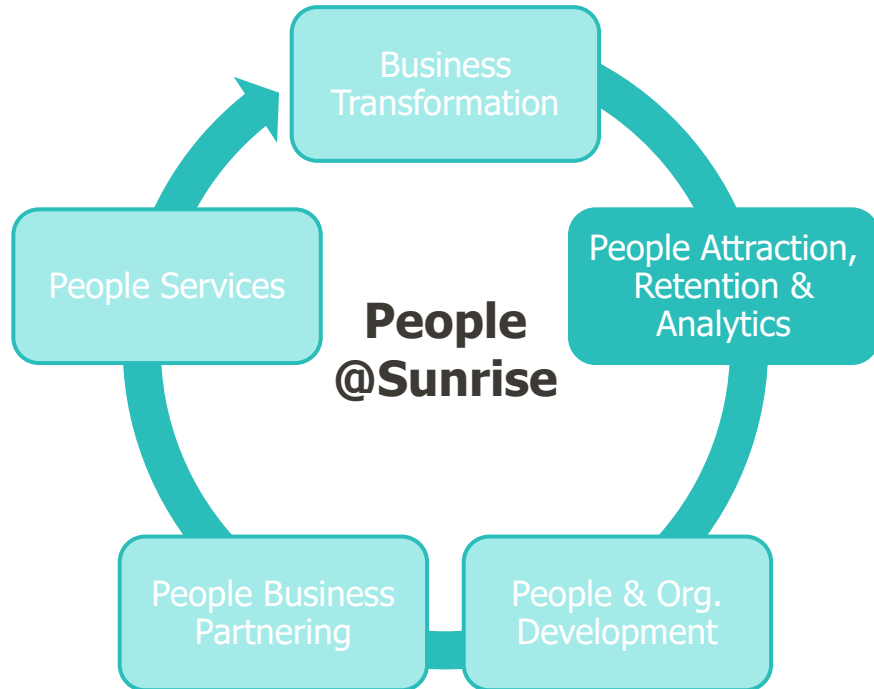 Business
Transformation
People Attraction,
Retention &
Analytics
People & Org.
Development
People Business
Partnering
People Services
People
@Sunrise